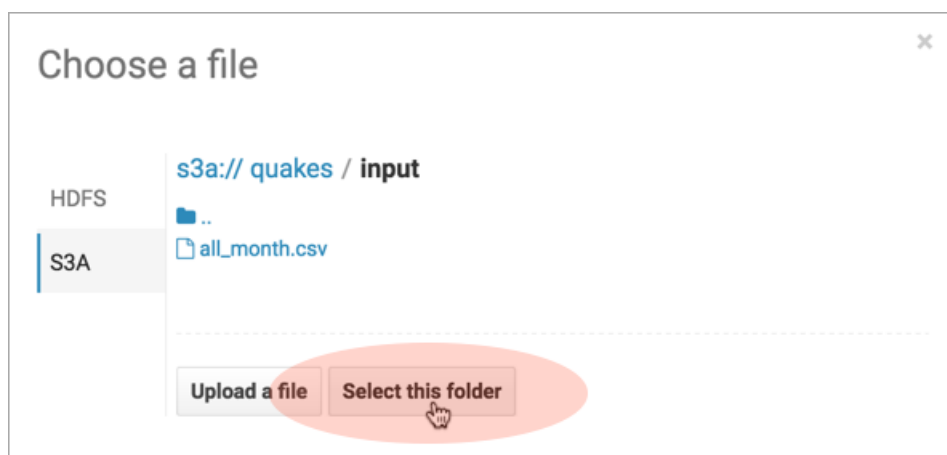 Choose a file
×
s3a:// quakes / input
HDFS
..
S3A
all_month.csv
Upload a file
Select this folder